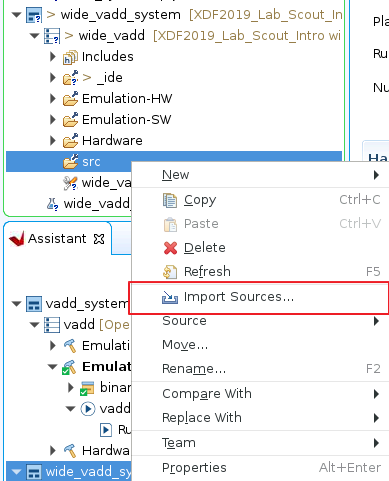 wide_vadd_system [XDF2019_Lab_Scout_In
> wide_vadd [XDF2019_Lab_Scout_Intro wi
Pla
Includes
Ru
> _ide
Emulation-HW
Nu
Emulation-SW
Hardware
src
Ha
wide_va
New
wide_vadd_
Copy Ctrl+C
Paste Ctrl+V
Assistant
Delete
Refresh F5
Import Sources...
vadd_system
Source
vadd [Ope
Move...
Emulati
Rename... F2
Emulat
binar
Compare With
vadd
Replace With
Ru
Team
Hardwar
Properties Alt+Enter
wide_vadd_sy